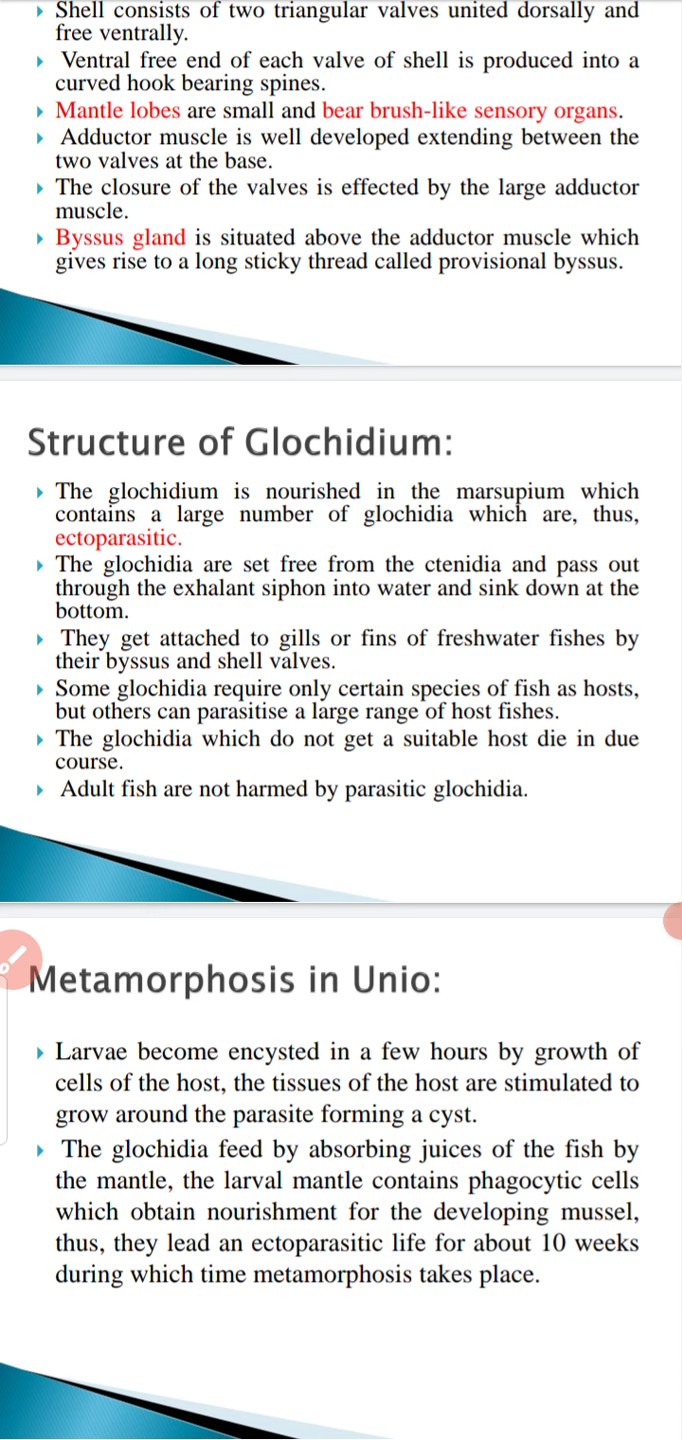 Shell consists of two triangular valves united dorsally and
free ventrally.
Ventral free end of each valve of shell is produced into a
curved hook bearing spines.
Mantle lobes are small and bear brush-like sensory organs.
Adductor muscle is well developed extending between the
two valves at the base.
The closure of the valves is effected by the large adductor
muscle.
Byssus gland is situated above the adductor muscle which
gives rise to a long sticky thread called provisional byssus.
Structure of Glochidium:
The glochidium is nourished in the marsupium which
contains a large number of glochidia which are, thus,
ectoparasitic.
The glochidia are set free from the ctenidia and pass out
through the exhalant siphon into water and sink down at the
bottom.
They get attached to gills or fins of freshwater fishes by
their byssus and shell valves.
Some glochidia require only certain species of fish as hosts,
but others can parasitise a large range of host fishes.
The glochidia which do not get a suitable host die in due
course.
Adult fish are not harmed by parasitic glochidia.
Metamorphosis in Unio:
Larvae become encysted in a few hours by growth of
cells of the host, the tissues of the host are stimulated to
grow around the parasite forming a cyst.
The glochidia feed by absorbing juices of the fish by
the mantle, the larval mantle contains phagocytic cells
which obtain nourishment for the developing mussel,
thus, they lead an ectoparasitic life for about 10 weeks
during which time metamorphosis takes place.